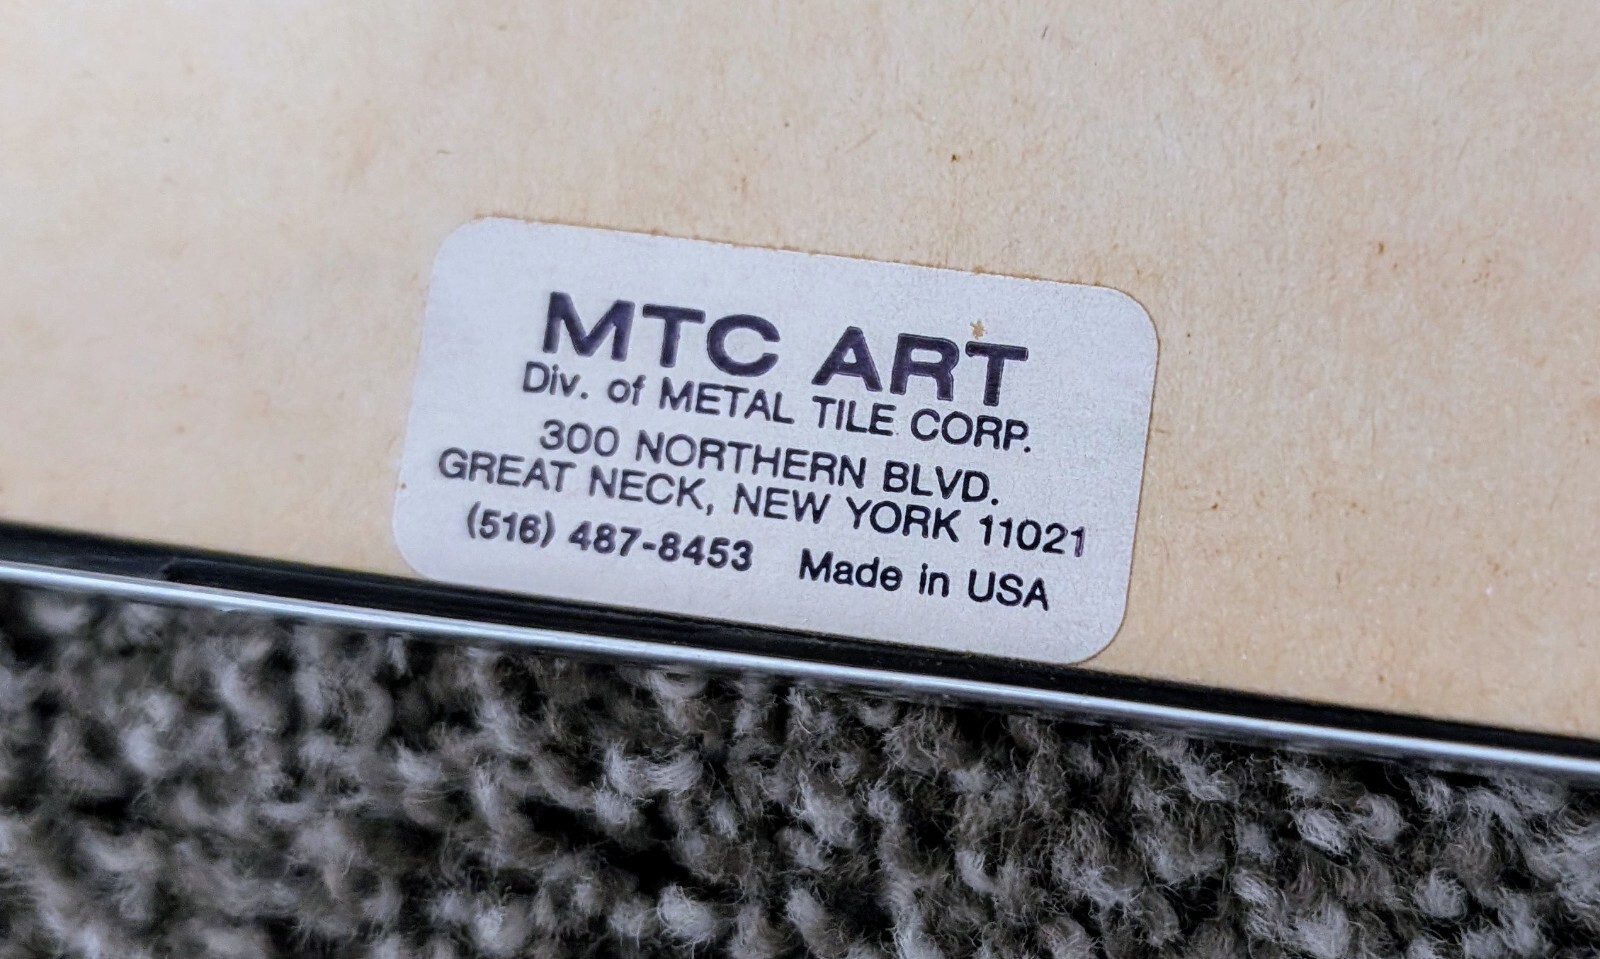 MTC ART
Div. of METAL TILE CORP.
300 NORTHERN BLVD.
GREAT NECK, NEW YORK 11021
(516) 487-8453 Made in USA